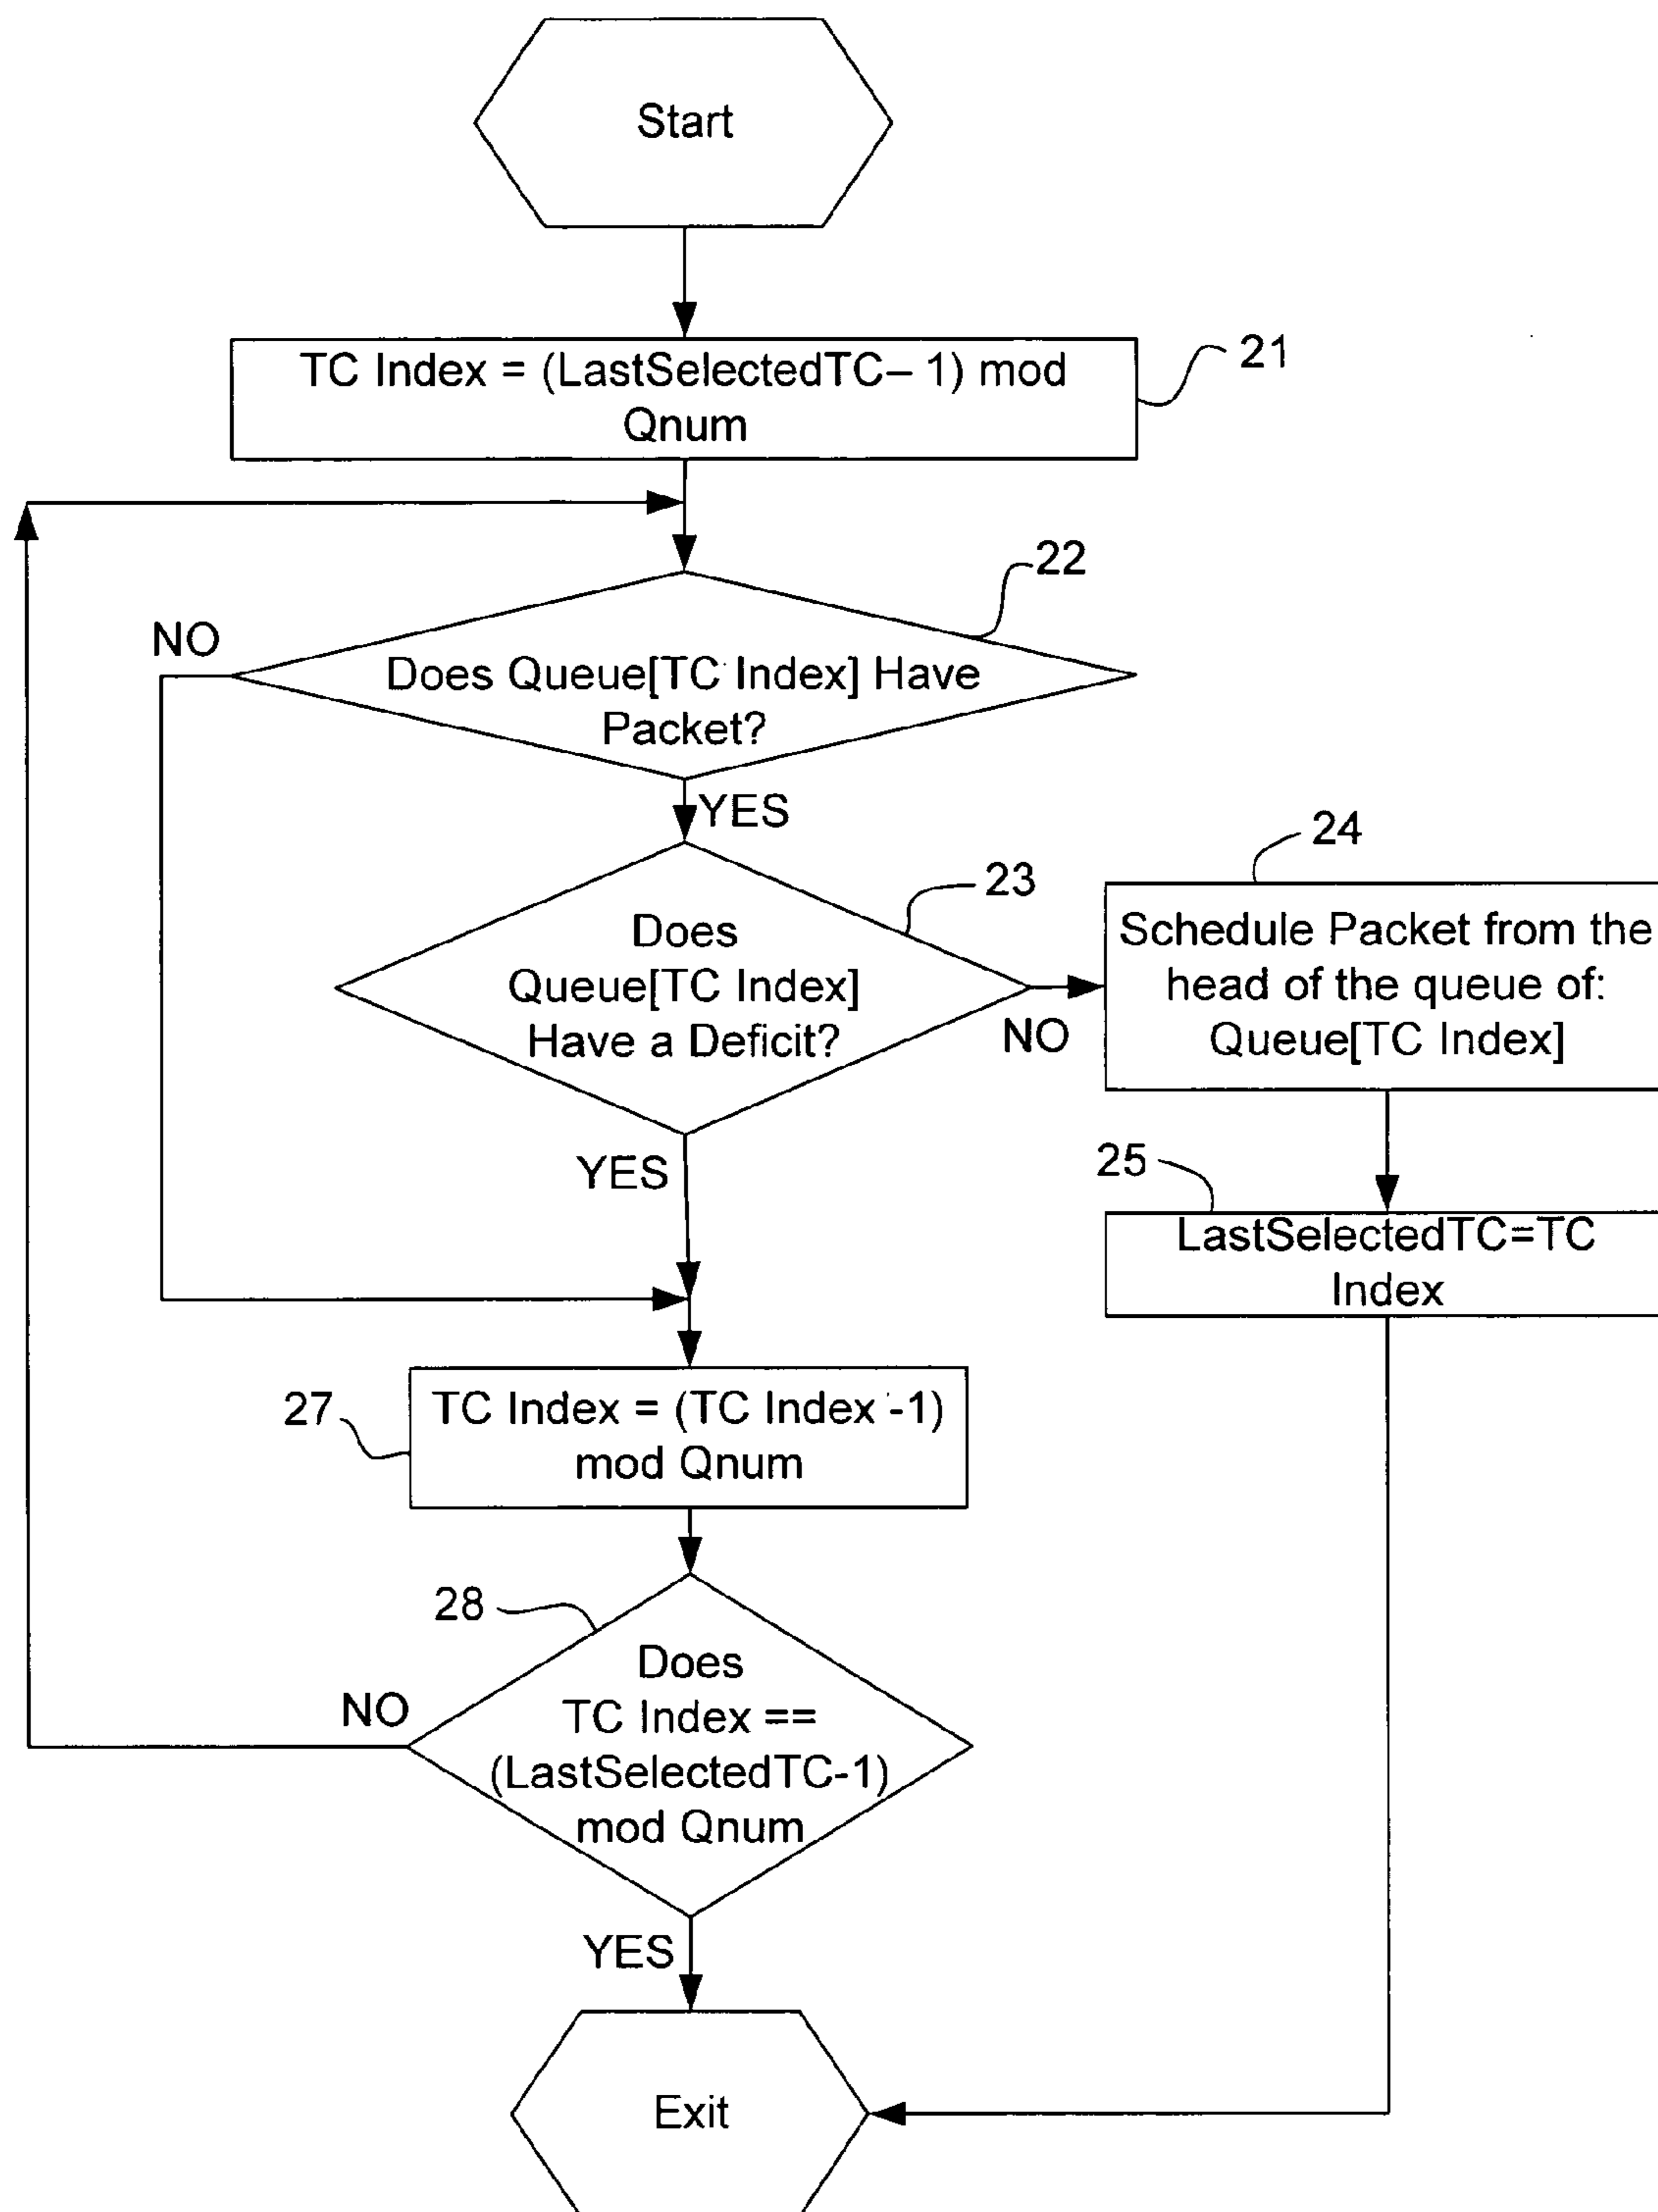 Start
TC Index = (LastSelectedTC– 1) mod
Qnum
21
22
NO
Does Queue[TC Index] Have
Packet?
YES
23
Does
Queue[TC Index]
Have a Deficit?
NO
24
Schedule Packet from the
head of the queue of:
Queue[TC Index]
YES
25
LastSelectedTC=TC
Index
27
TC Index = (TC Index -1)
mod Qnum
28
Does
TC Index ==
(LastSelectedTC-1)
mod Qnum
NO
YES
Exit